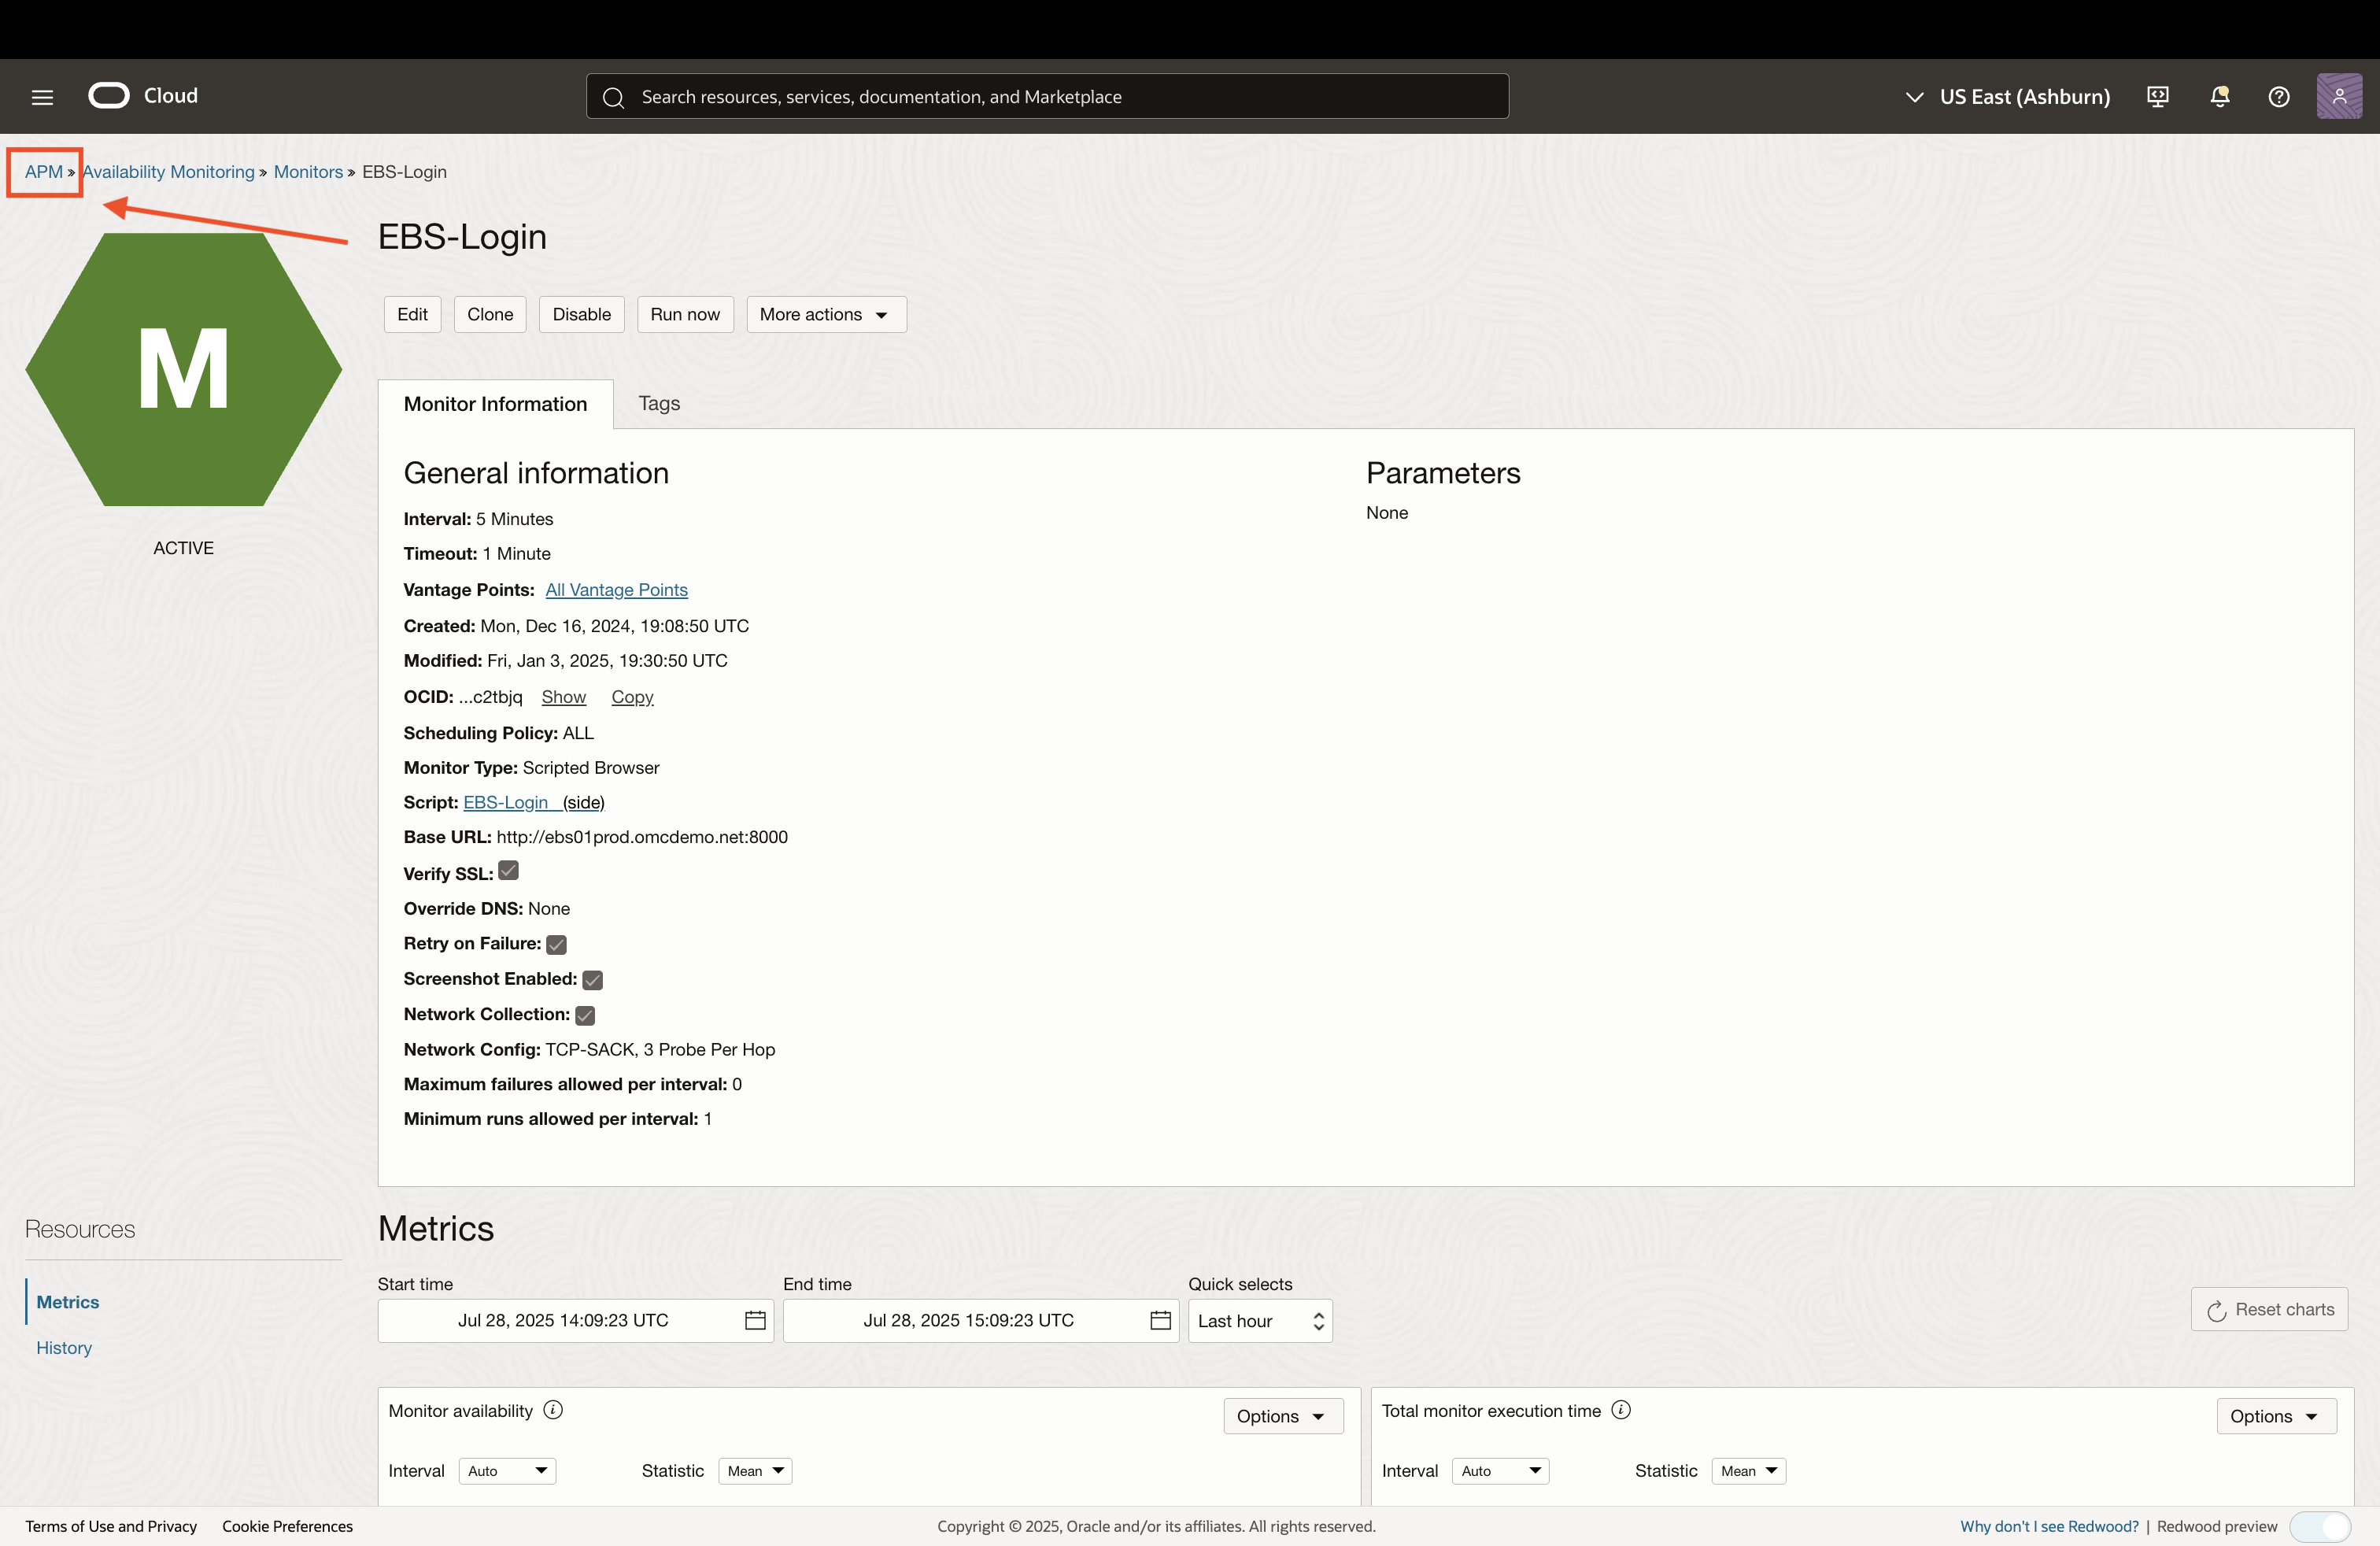 Cloud
Search resources, services, documentation, and Marketplace
US East (Ashburn)
APM » Availability Monitoring » Monitors » EBS-Login
M
ACTIVE
EBS-Login
Edit Clone Disable Run now More actions
Monitor Information Tags
General information
Interval: 5 Minutes
Timeout: 1 Minute
Vantage Points: All Vantage Points
Created: Mon, Dec 16, 2024, 19:08:50 UTC
Modified: Fri, Jan 3, 2025, 19:30:50 UTC
OCID: ...c2tbjq Show Copy
Scheduling Policy: ALL
Monitor Type: Scripted Browser
Script: EBS-Login (side)
Base URL: http://ebs01prod.omcdemo.net:8000
Verify SSL:
Override DNS: None
Retry on Failure:
Screenshot Enabled:
Network Collection:
Network Config: TCP-SACK, 3 Probe Per Hop
Maximum failures allowed per interval: 0
Minimum runs allowed per interval: 1
Parameters
None
Resources
Metrics
History
Metrics
Start time End time Quick selects
Jul 28, 2025 14:09:23 UTC Jul 28, 2025 15:09:23 UTC Last hour Reset charts
Monitor availability Options
Interval Auto Statistic Mean
Total monitor execution time Options
Interval Auto Statistic Mean
Terms of Use and Privacy Cookie Preferences Copyright © 2025, Oracle and/or its affiliates. All rights reserved. Why don't I see Redwood? | Redwood preview